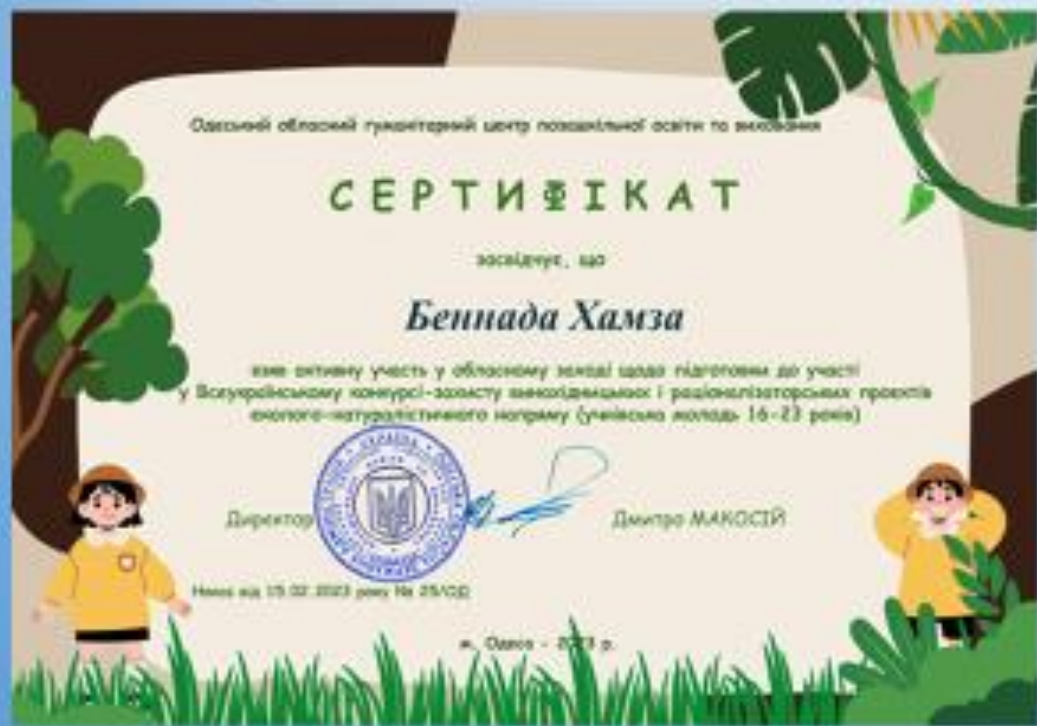 Одеський обласний гуманітарний центр позашкільної освіти та виховання
СЕРТИФІКАТ
засвідчує, що
Беннада Хамза
взяв активну участь у обласному заході щодо підготовки до участі
у Всеукраїнському конкурсі-захисту винахідницьких і раціоналізаторських проєктів
еколого-натуралістичного напряму (учнівська молодь 16-23 років)
Директор
Дмитро МАКОСІЙ
Наказ від 15.02.2023 року № 25/ОД
м. Одеса - 2023 р.